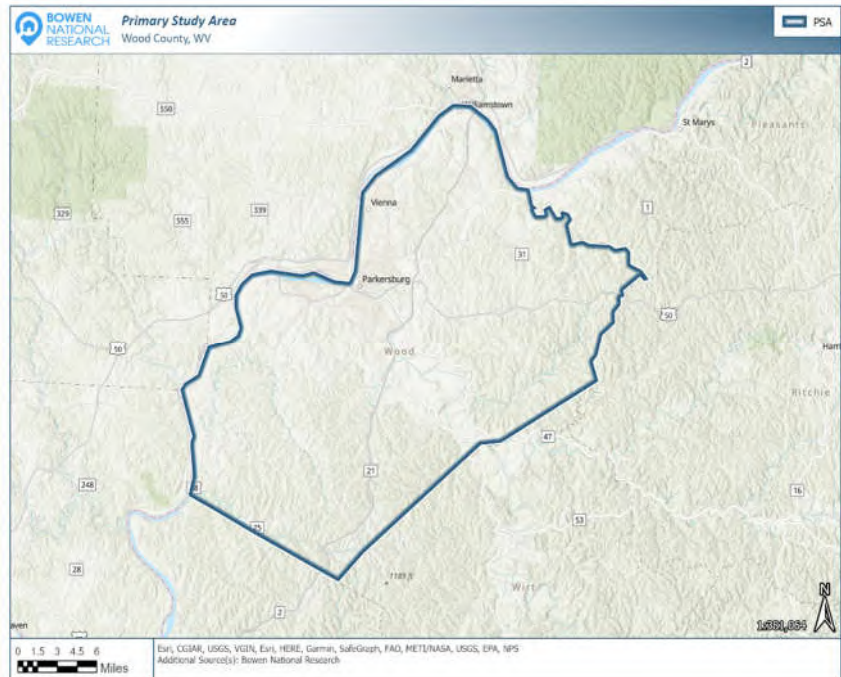 BOWEN
NATIONAL
RESEARCH
Primary Study Area
Wood County, WV
PSA
2
Marietta
550
St Marys
Pleasants
329
339
555
Vienna
1
31
Parkersburg
50
50
50
Wood
Ritchie
47
21
248
16
53
28
Wirt
2
N
0 1.5 3 4.5 6
Miles
Esri, CGIAR, USGS, VGIN, Esri, HERE, Garmin, SafeGraph, FAO, METI/NASA, USGS, EPA, NPS
Additional Source(s): Bowen National Research